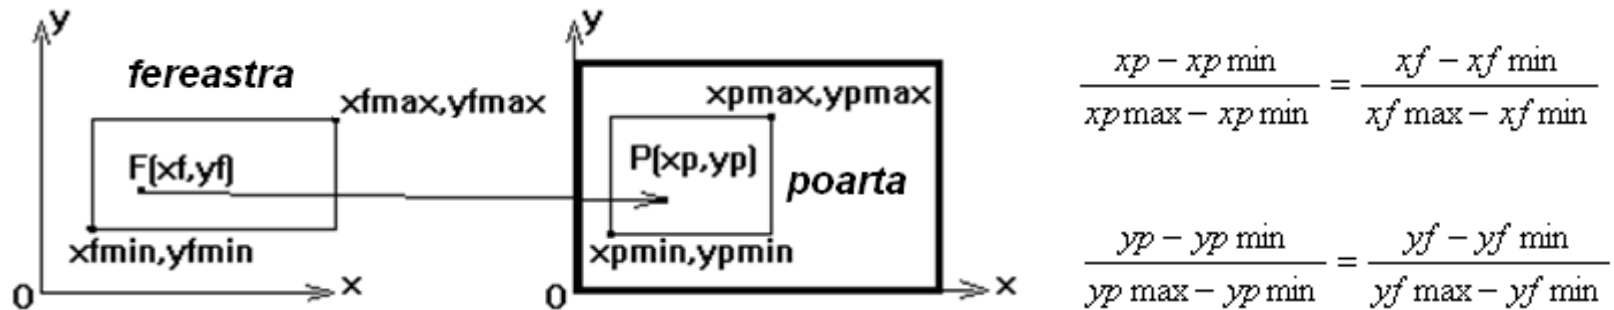 y
fereastra
xfmax,yfmax
F(xf,yf)
xfmin,yfmin
0
x
y
xpmax,ypmax
P(xp,yp)
poarta
xpmin,ypmin
0
x
xp − xp min / xp max − xp min = xf − xf min / xf max − xf min
yp − yp min / yp max − yp min = yf − yf min / yf max − yf min